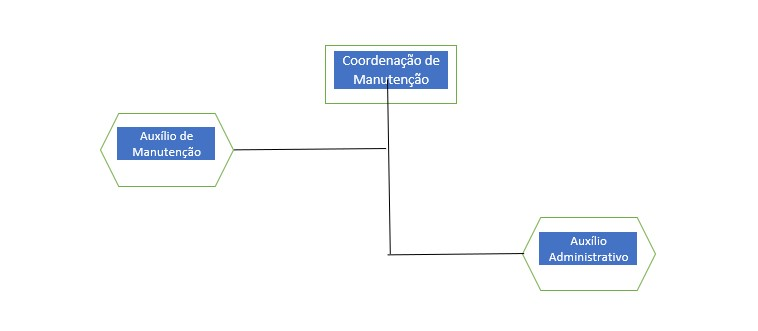 Coordenação de
Manutenção
Auxílio de
Manutenção
Auxílio
Administrativo